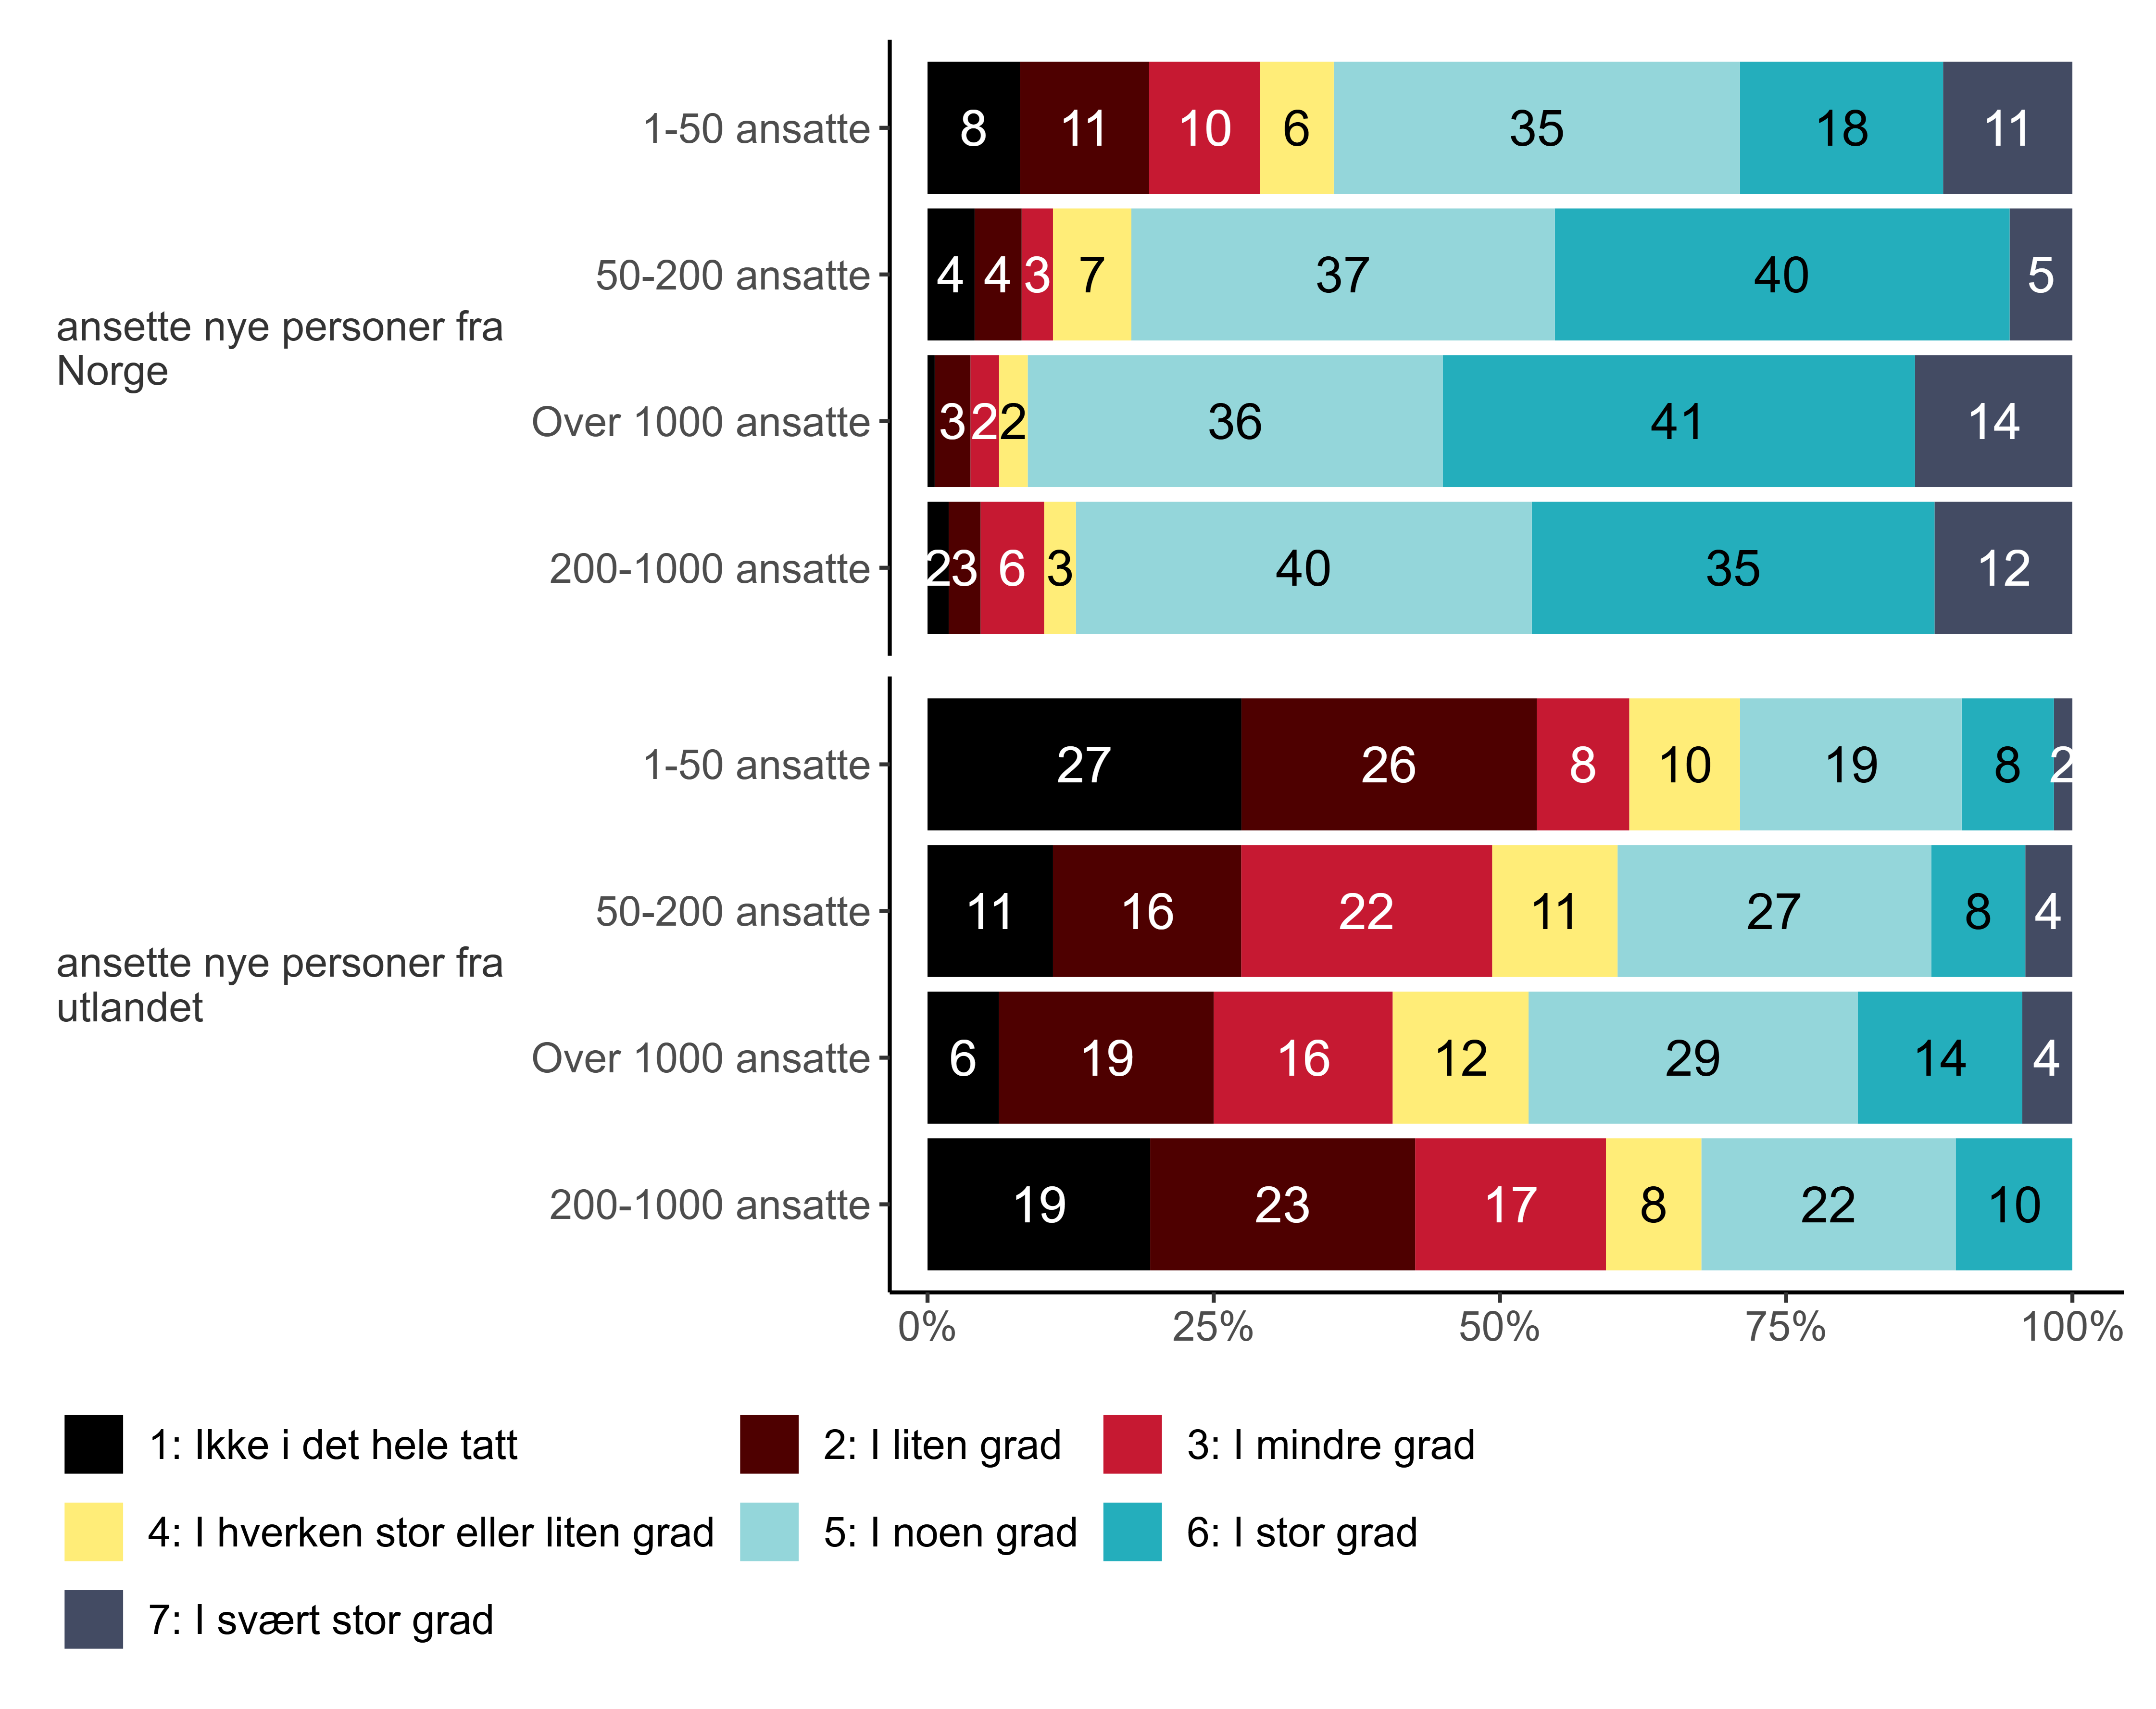 1-50 ansatte 8 11 10 6 35 18 11
50-200 ansatte 4 4 3 7 37 40 5
ansette nye personer fra
Norge
Over 1000 ansatte 3 2 2 36 41 14
200-1000 ansatte 2 3 6 3 40 35 12
1-50 ansatte 27 26 8 10 19 8 2
50-200 ansatte 11 16 22 11 27 8 4
ansette nye personer fra
utlandet
Over 1000 ansatte 6 19 16 12 29 14 4
200-1000 ansatte 19 23 17 8 22 10
0% 25% 50% 75% 100%
1: Ikke i det hele tatt 2: I liten grad 3: I mindre grad
4: I hverken stor eller liten grad 5: I noen grad 6: I stor grad
7: I svært stor grad